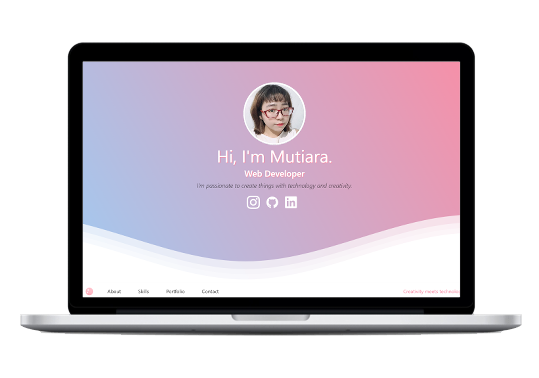 Hi, I'm Mutiara.
Web Developer
I'm passionate to create things with technology and creativity.
About Skills Portfolio Contact
Creativity meets technolo